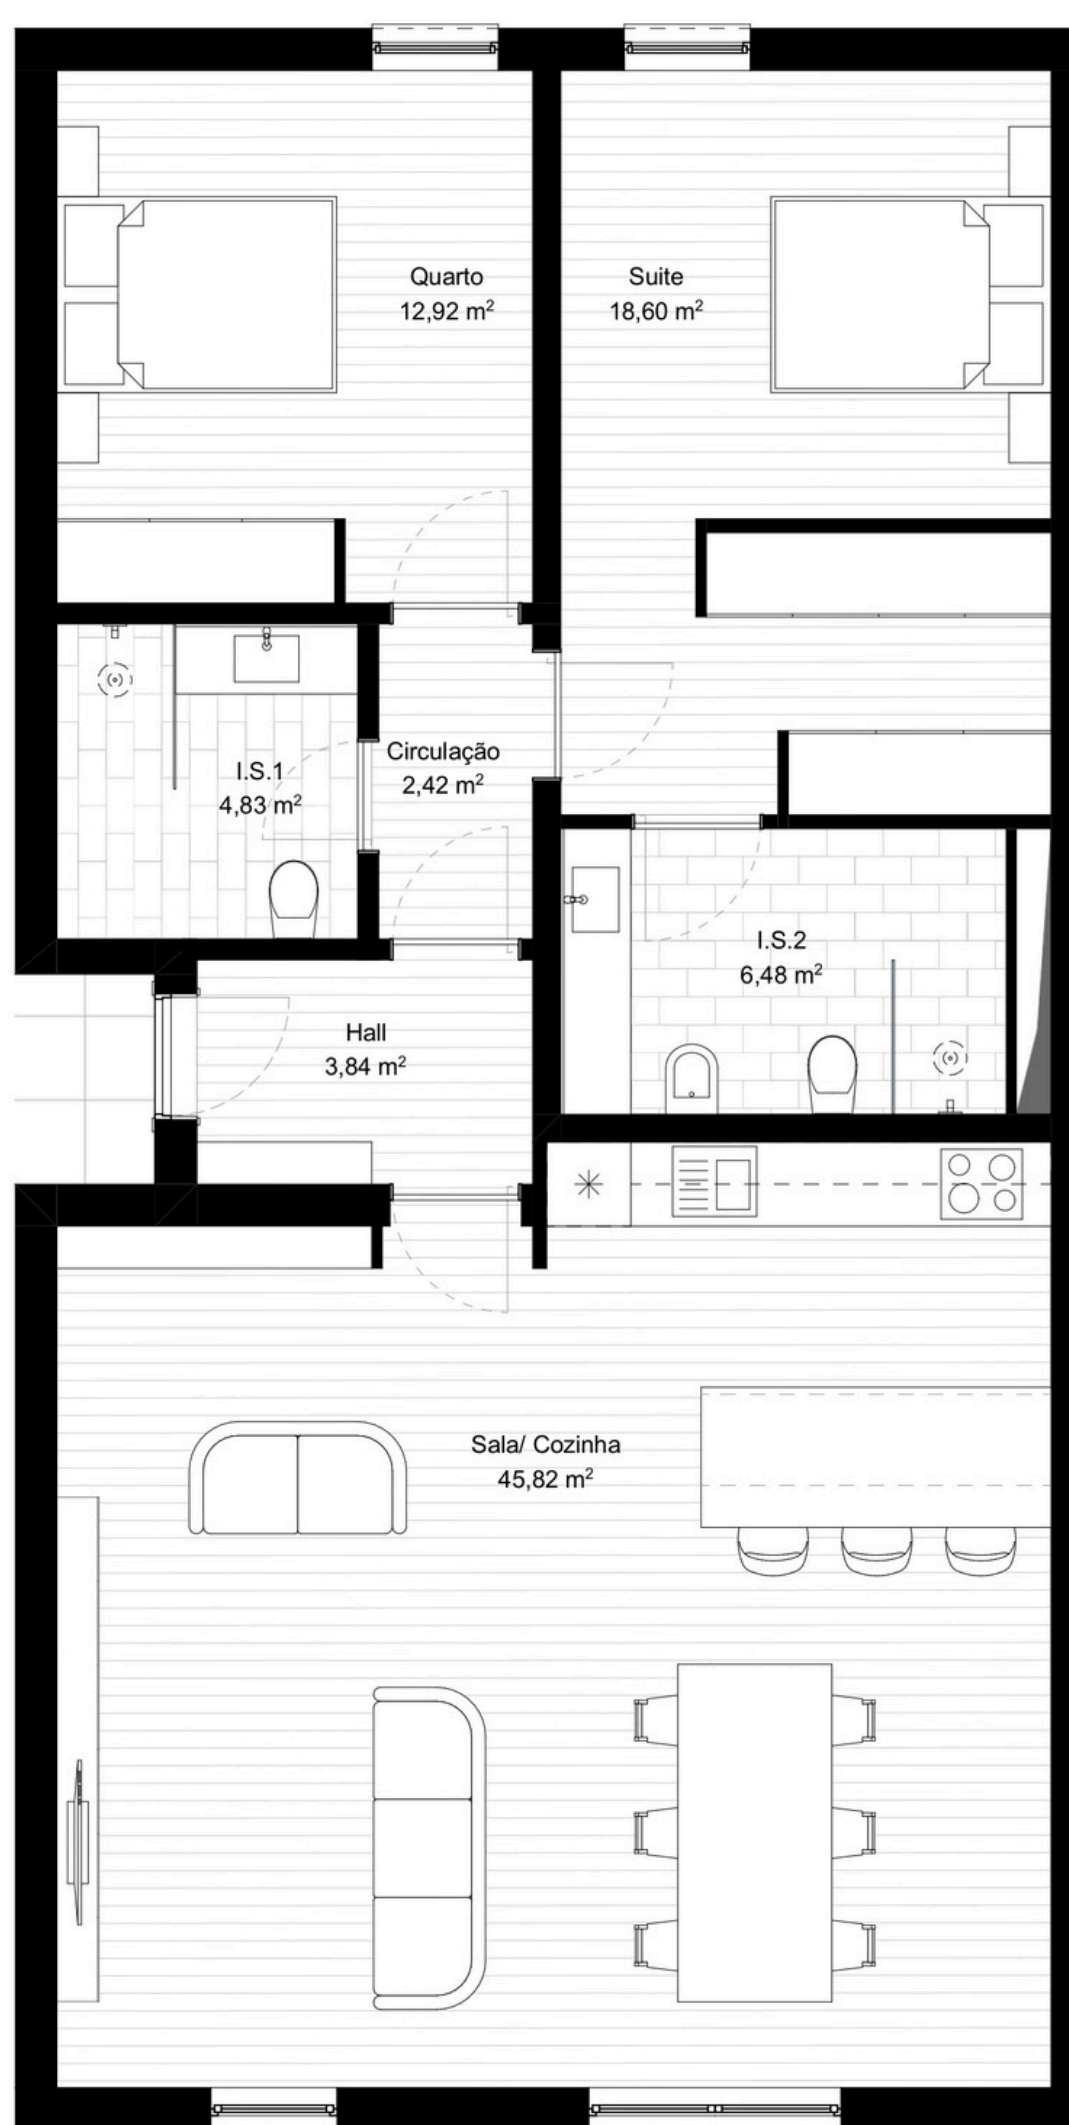 Quarto
12,92 m²
Suite
18,60 m²
I.S.1
4,83 m²
Circulação
2,42 m²
I.S.2
6,48 m²
Hall
3,84 m²
Sala/ Cozinha
45,82 m²